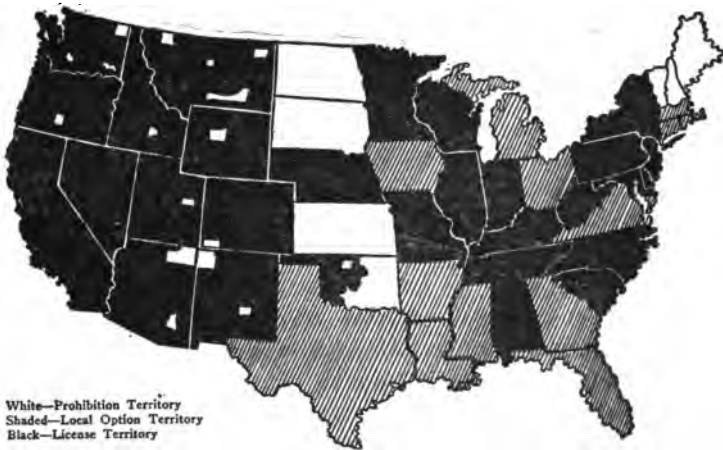 White—Prohibition Territory
Shaded—Local Option Territory
Black—License Territory